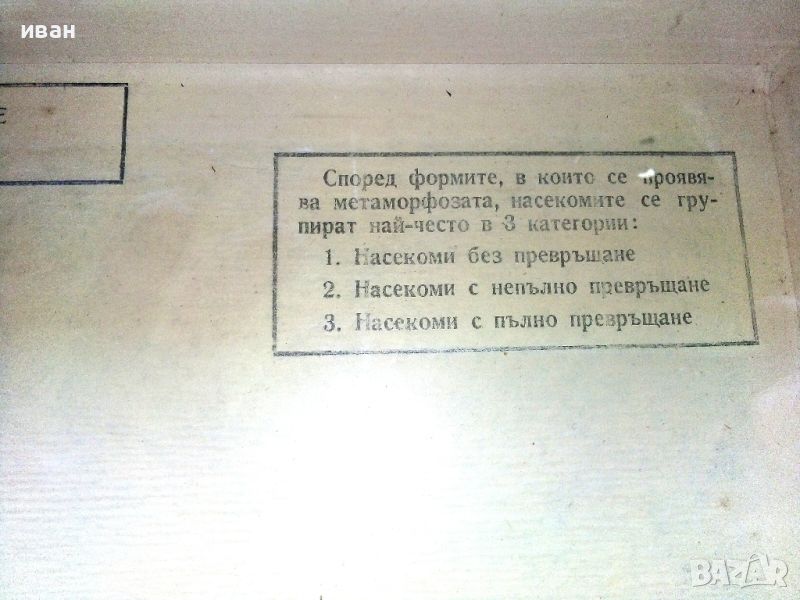 иван
Е
Според формите, в които се проявя-
ва метаморфозата, насекомите се гру-
пират най-често в 3 категории:
1. Насекоми без превръщане
2. Насекоми с непълно превръщане
3. Насекоми с пълно превръщане
BAZAR